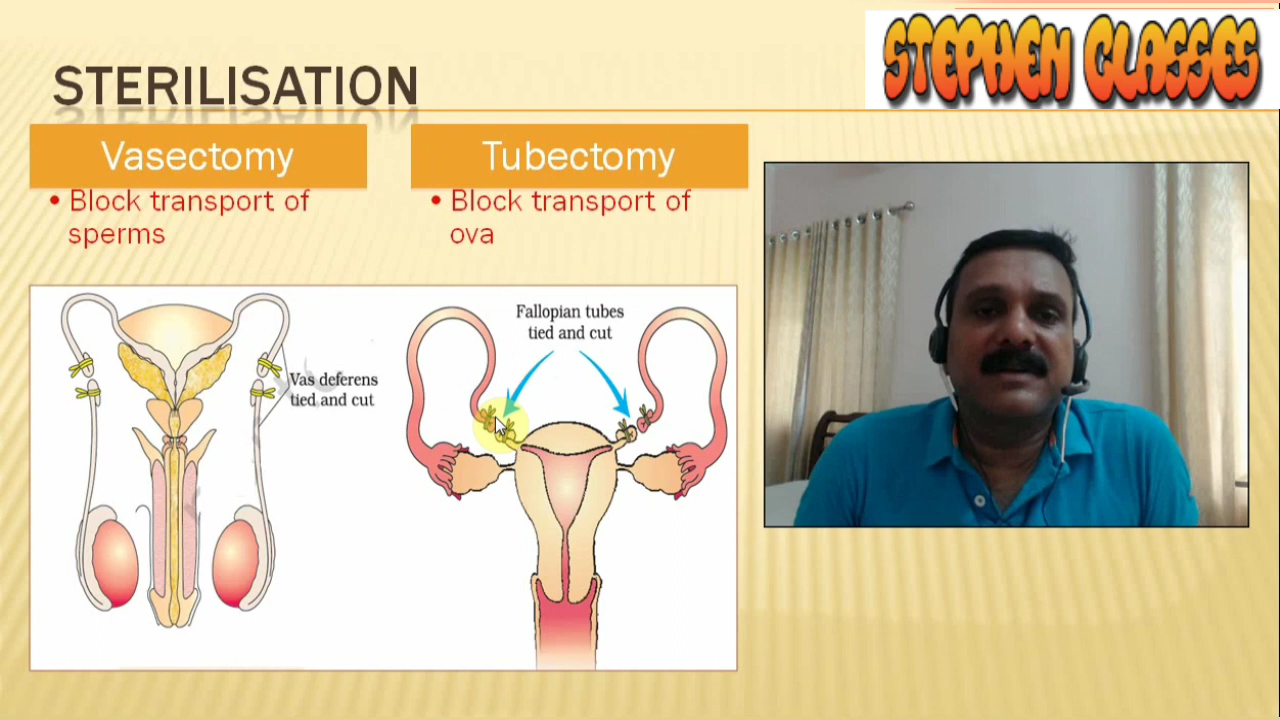 STEPHEN CLASSES
STERILISATION
Vasectomy
Tubectomy
• Block transport of
sperms
• Block transport of
ova
Vas deferens
tied and cut
Fallopian tubes
tied and cut